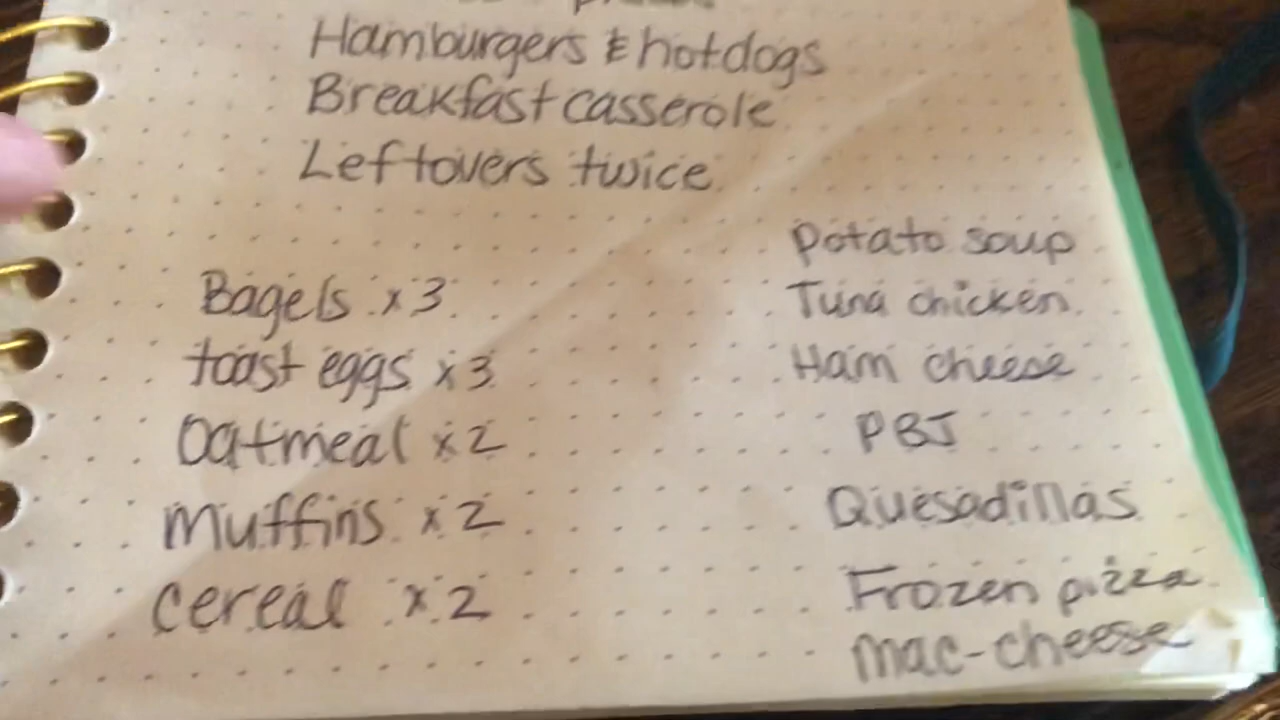 Hamburgers & hotdogs
Breakfast casserole
Leftovers twice
Bagels x3
toast eggs x3
Oatmeal x2
Muffins x2
cereal x2
potato soup
Tuna chicken
Ham cheese
PBJ
Quesadillas
Frozen pizza
mac-cheese